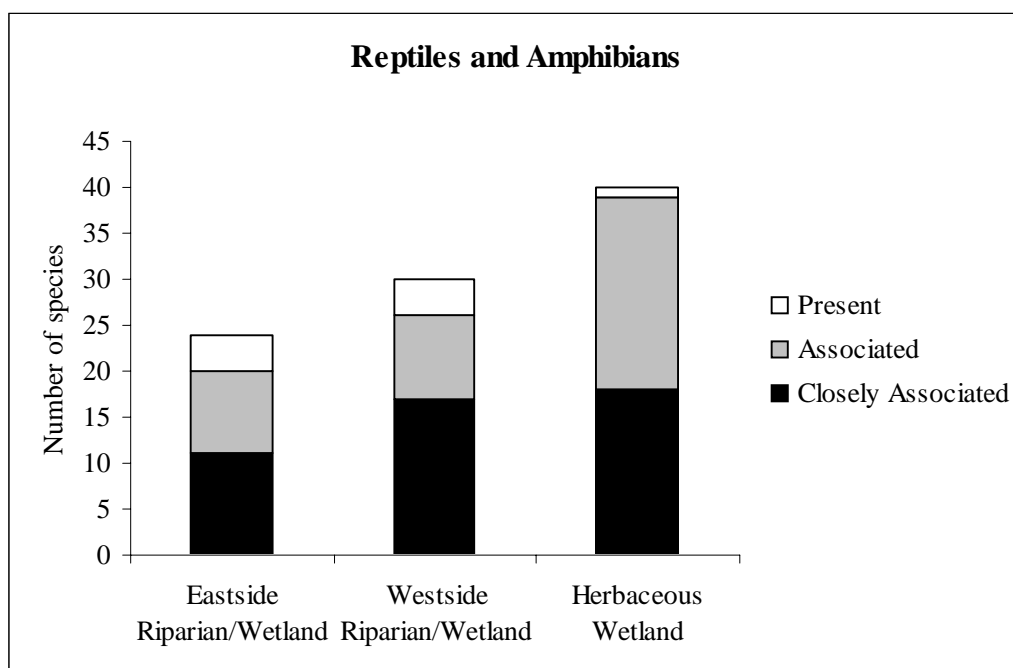 Reptiles and Amphibians
Number of species
45
40
35
30
25
20
15
10
5
0
Eastside
Riparian/Wetland
Westside
Riparian/Wetland
Herbaceous
Wetland
Present
Associated
Closely Associated